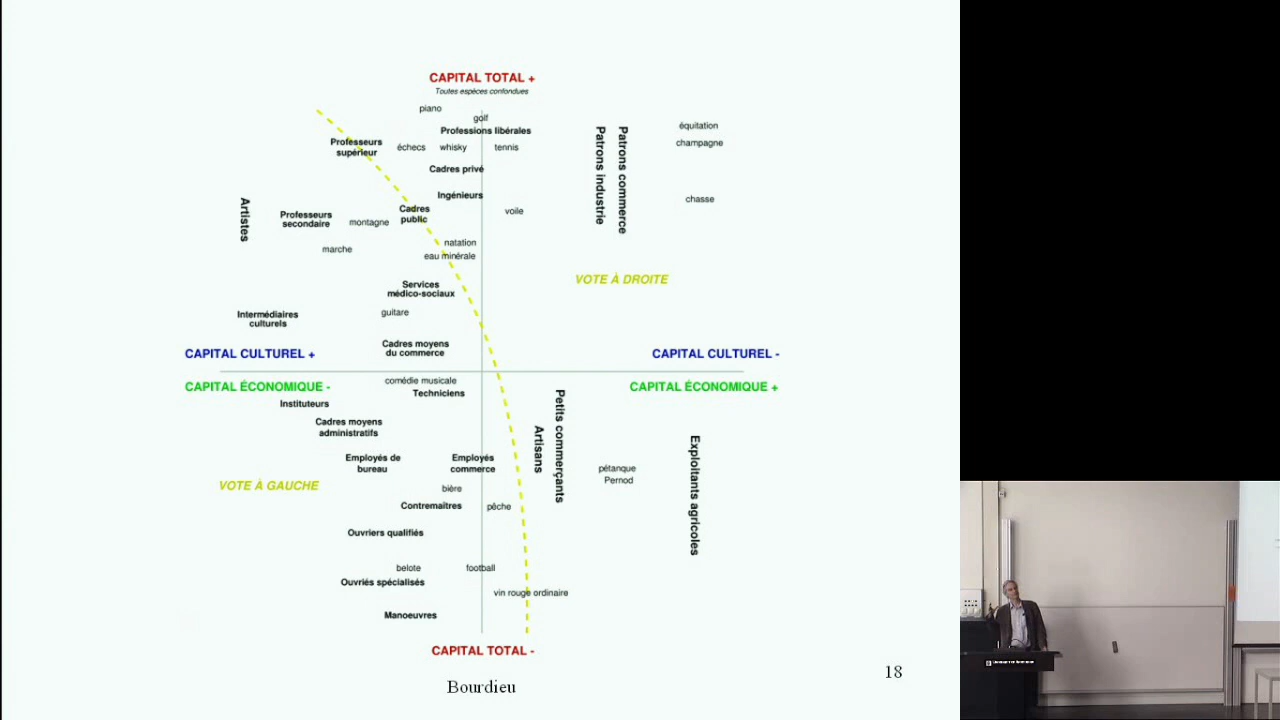 CAPITAL TOTAL +
Toutes espèces confondues
piano
golf
Professions libérales
Professeurs
supérieur
échecs
whisky
tennis
Cadres privé
Ingénieurs
Patrons industrie
Patrons commerce
équitation
champagne
chasse
Artistes
Professeurs
secondaire
montagne
Cadres
public
voile
marche
natation
eau minérale
VOTE À DROITE
Services
médico-sociaux
guitare
Intermédiaires
culturels
Cadres moyens
du commerce
CAPITAL CULTUREL +
CAPITAL CULTUREL -
CAPITAL ÉCONOMIQUE -
CAPITAL ÉCONOMIQUE +
comédie musicale
Techniciens
Instituteurs
Cadres moyens
administratifs
Employés de
bureau
Employés
commerce
Artisans
Petits commerçants
pétanque
Pernod
Exploitants agricoles
VOTE À GAUCHE
bière
Contremaîtres
pêche
Ouvriers qualifiés
belote
football
Ouvriés spécialisés
vin rouge ordinaire
Manoeuvres
CAPITAL TOTAL -
Bourdieu
18